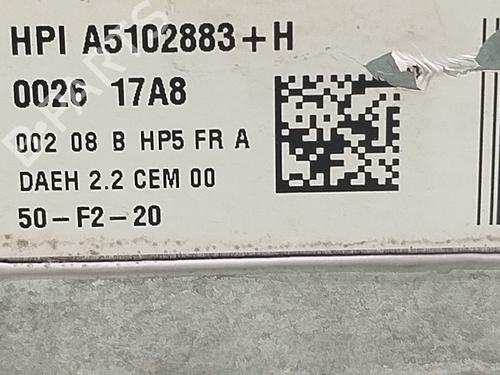 HPI A5102883+H
0026 17A8
002 08 B HP5 FR A
DAEH 2.2 CEM 00
50-F2-20